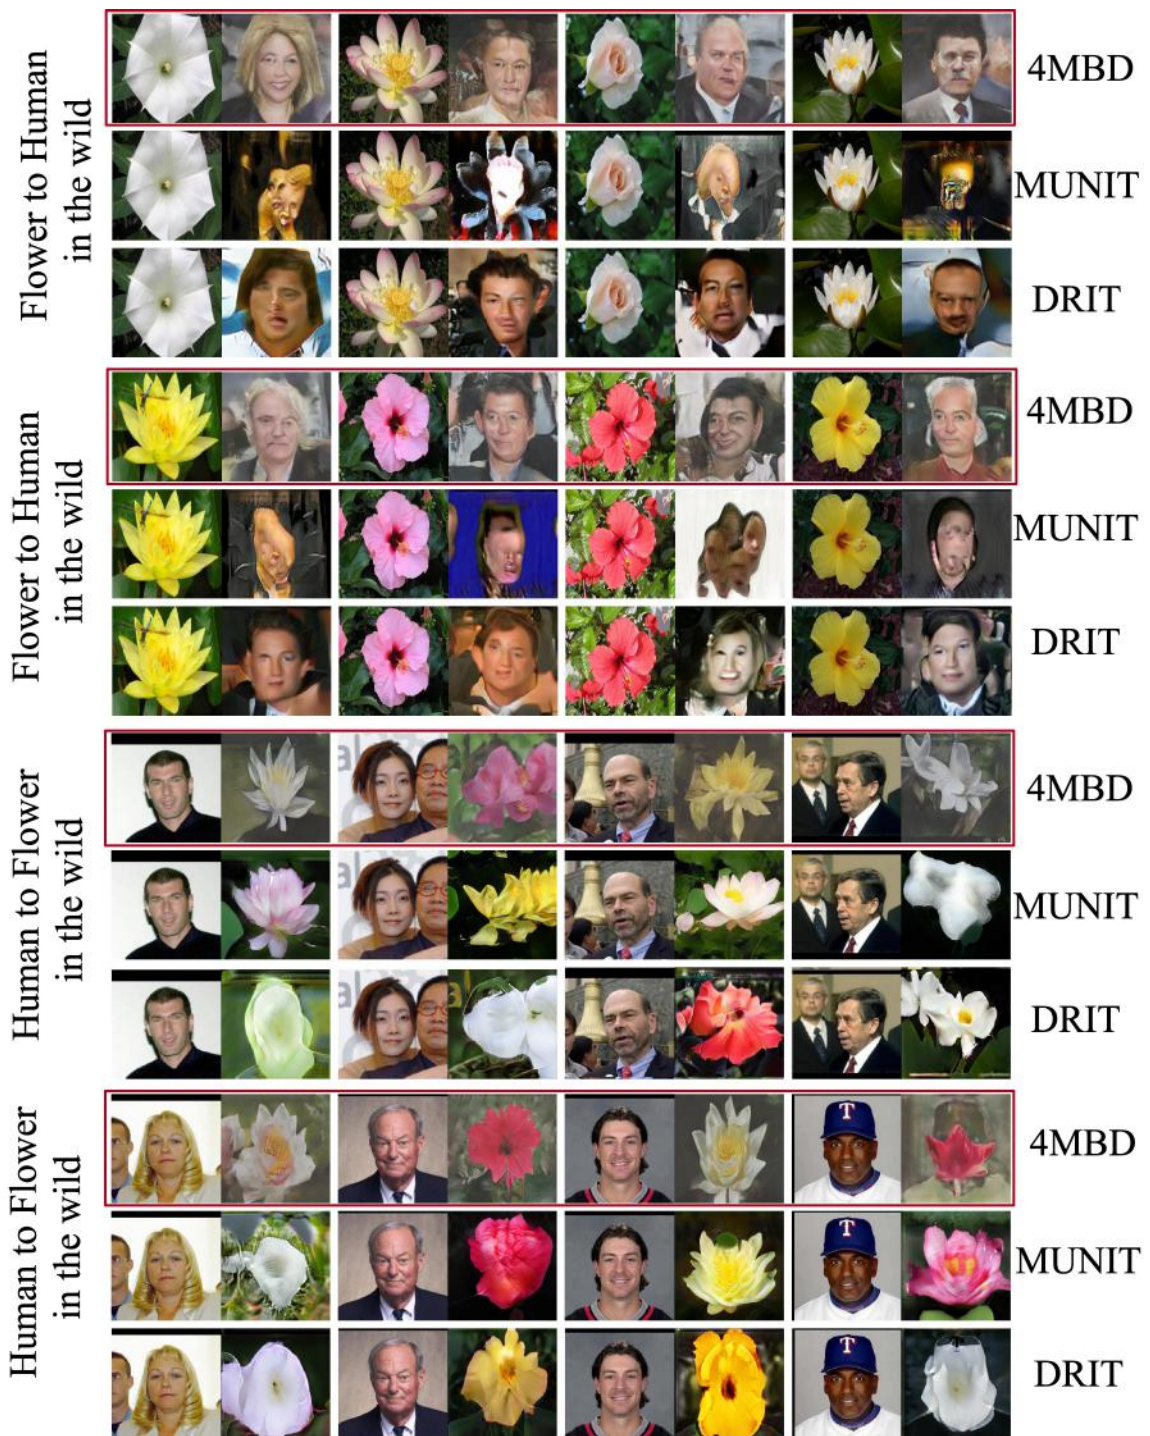 Flower to Human
in the wild
4MBD
MUNIT
DRIT
Flower to Human
in the wild
4MBD
MUNIT
DRIT
Human to Flower
in the wild
4MBD
MUNIT
DRIT
Human to Flower
in the wild
4MBD
T
MUNIT
T
DRIT
T